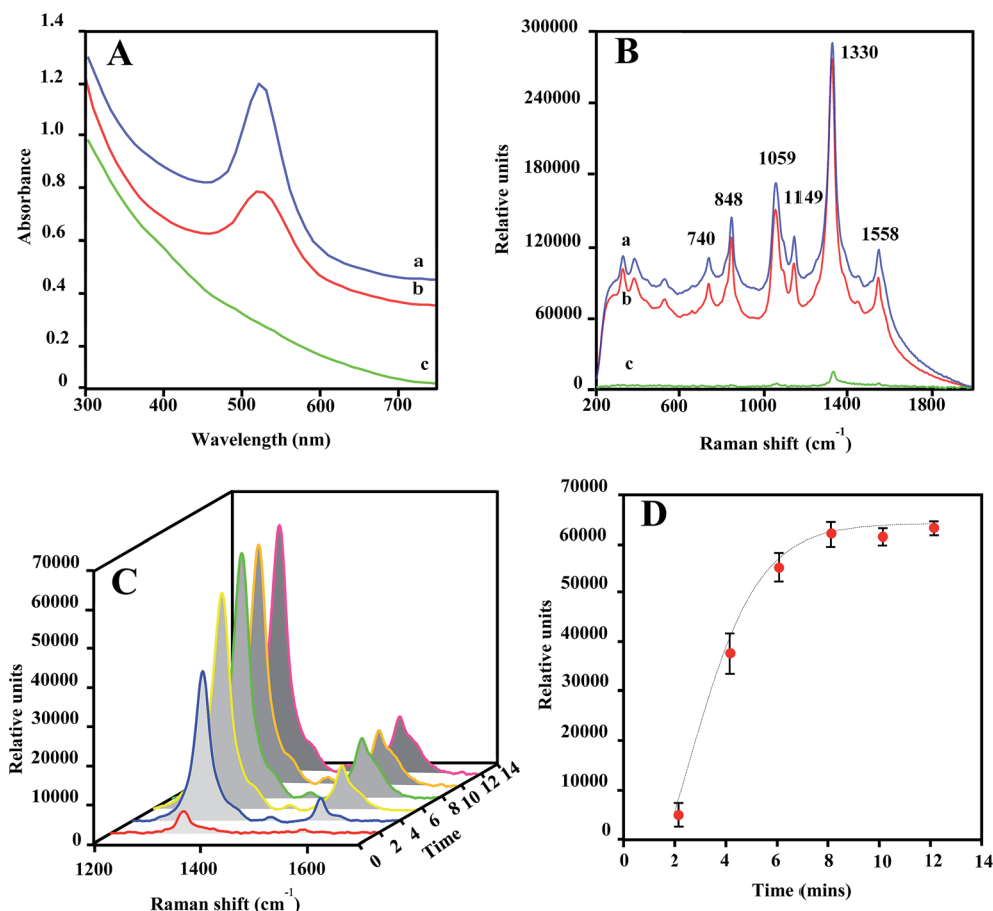 A
1.4
1.2
1.0
0.8
0.6
0.4
0.2
0
Absorbance
a
b
c
300 400 500 600 700
Wavelength (nm)
B
300000
240000
180000
120000
60000
0
Relative units
1330
1059
1149
848
740
1558
a
b
c
200 600 1000 1400 1800
Raman shift (cm-1)
C
70000
60000
50000
40000
30000
20000
10000
0
Relative units
1200 1400 1600
Raman shift (cm-1)
0 2 4 6 8 10 12 14
Time
D
70000
60000
50000
40000
30000
20000
10000
0
Relative units
0 2 4 6 8 10 12 14
Time (mins)